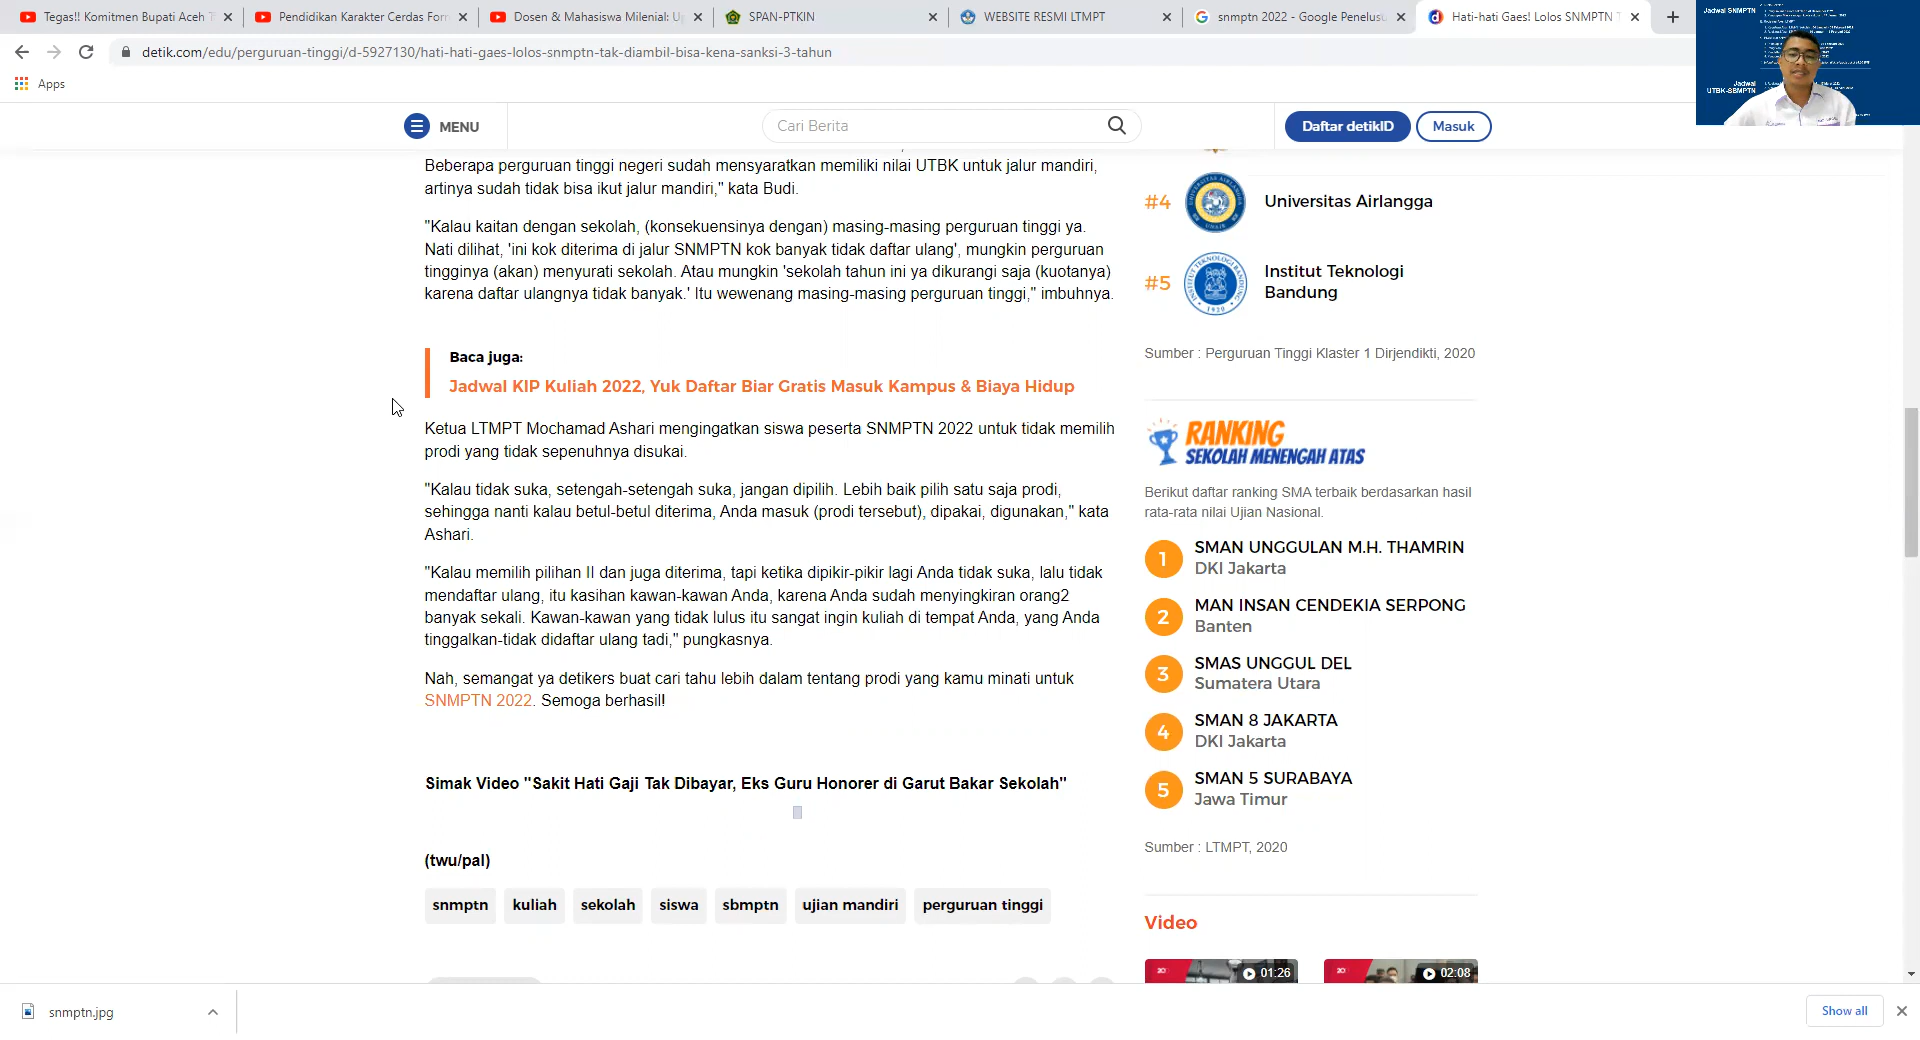 Tegas!! Komitmen Bupati Aceh T
Pendidikan Karakter Cerdas Form
Dosen & Mahasiswa Milenial: Up
SPAN-PTKIN
WEBSITE RESMI LTMPT
snmptn 2022 - Google Penelusu
Hati-hati Gaes! Lolos SNMPTN T
detik.com/edu/perguruan-tinggi/d-5927130/hati-hati-gaes-lolos-snmptn-tak-diambil-bisa-kena-sanksi-3-tahun
Apps
Jadwal SNMPTN
Jadwal
UTBK-SBMPTN
MENU
Cari Berita
Daftar detikID
Masuk
Beberapa perguruan tinggi negeri sudah mensyaratkan memiliki nilai UTBK untuk jalur mandiri,
artinya sudah tidak bisa ikut jalur mandiri," kata Budi.
"Kalau kaitan dengan sekolah, (konsekuensinya dengan) masing-masing perguruan tinggi ya.
Nati dilihat, 'ini kok diterima di jalur SNMPTN kok banyak tidak daftar ulang', mungkin perguruan
tingginya (akan) menyurati sekolah. Atau mungkin 'sekolah tahun ini ya dikurangi saja (kuotanya)
karena daftar ulangnya tidak banyak.' Itu wewenang masing-masing perguruan tinggi," imbuhnya.
Baca juga:
Jadwal KIP Kuliah 2022, Yuk Daftar Biar Gratis Masuk Kampus & Biaya Hidup
Ketua LTMPT Mochamad Ashari mengingatkan siswa peserta SNMPTN 2022 untuk tidak memilih
prodi yang tidak sepenuhnya disukai.
"Kalau tidak suka, setengah-setengah suka, jangan dipilih. Lebih baik pilih satu saja prodi,
sehingga nanti kalau betul-betul diterima, Anda masuk (prodi tersebut), dipakai, digunakan," kata
Ashari.
"Kalau memilih pilihan II dan juga diterima, tapi ketika dipikir-pikir lagi Anda tidak suka, lalu tidak
mendaftar ulang, itu kasihan kawan-kawan Anda, karena Anda sudah menyingkiran orang2
banyak sekali. Kawan-kawan yang tidak lulus itu sangat ingin kuliah di tempat Anda, yang Anda
tinggalkan-tidak didaftar ulang tadi," pungkasnya.
Nah, semangat ya detikers buat cari tahu lebih dalam tentang prodi yang kamu minati untuk
SNMPTN 2022. Semoga berhasil!
Simak Video "Sakit Hati Gaji Tak Dibayar, Eks Guru Honorer di Garut Bakar Sekolah"
(twu/pal)
snmptn
kuliah
sekolah
siswa
sbmptn
ujian mandiri
perguruan tinggi
#4
Universitas Airlangga
#5
Institut Teknologi
Bandung
Sumber : Perguruan Tinggi Klaster 1 Dirjendikti, 2020
RANKING
SEKOLAH MENENGAH ATAS
Berikut daftar ranking SMA terbaik berdasarkan hasil
rata-rata nilai Ujian Nasional.
1
SMAN UNGGULAN M.H. THAMRIN
DKI Jakarta
2
MAN INSAN CENDEKIA SERPONG
Banten
3
SMAS UNGGUL DEL
Sumatera Utara
4
SMAN 8 JAKARTA
DKI Jakarta
5
SMAN 5 SURABAYA
Jawa Timur
Sumber : LTMPT, 2020
Video
01:26
02:08
snmptn.jpg
Show all